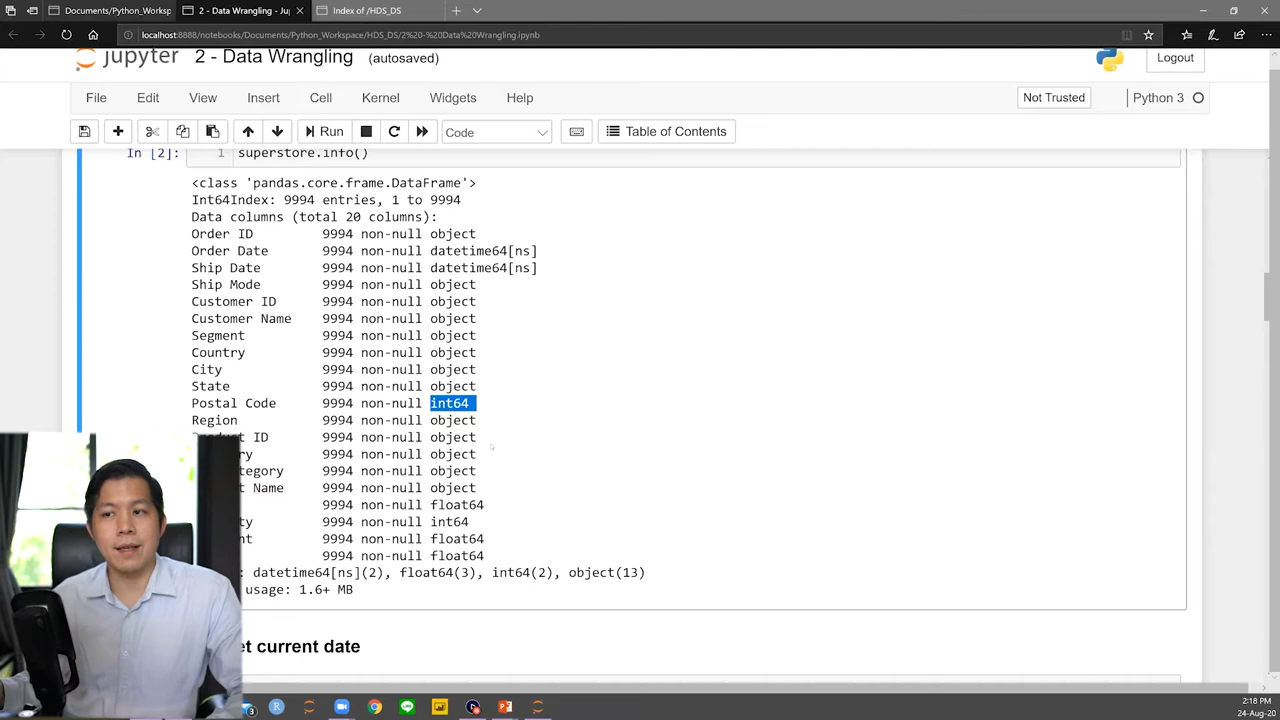 Documents/Python_Worksp
2 - Data Wrangling - Ju
Index of /HDS_DS
localhost:8888/notebooks/Documents/Python_Workspace/HDS_DS/2%20-%20Data%20Wrangling.ipynb
jupyter 2 - Data Wrangling (autosaved)
Logout
File Edit View Insert Cell Kernel Widgets Help
Not Trusted
Python 3
Run
Code
Table of Contents
In [2]: 1 superstore.info()
<class 'pandas.core.frame.DataFrame'>
Int64Index: 9994 entries, 1 to 9994
Data columns (total 20 columns):
Order ID 9994 non-null object
Order Date 9994 non-null datetime64[ns]
Ship Date 9994 non-null datetime64[ns]
Ship Mode 9994 non-null object
Customer ID 9994 non-null object
Customer Name 9994 non-null object
Segment 9994 non-null object
Country 9994 non-null object
City 9994 non-null object
State 9994 non-null object
Postal Code 9994 non-null int64
Region 9994 non-null object
ID 9994 non-null object
ry 9994 non-null object
tegory 9994 non-null object
t Name 9994 non-null object
9994 non-null float64
ty 9994 non-null int64
nt 9994 non-null float64
9994 non-null float64
: datetime64[ns](2), float64(3), int64(2), object(13)
usage: 1.6+ MB
et current date
3
2:18 PM
24-Aug-20